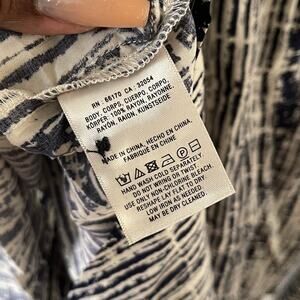 RN 66170 CA 32054
BODY, CORPS, CUERPO, CORPO,
KÖRPER: 100% RAYON, RAYONNE,
RAYÓN, RAION, KUNSTSEIDE
MADE IN CHINA, HECHO EN CHINA,
FABRIQUÉ EN CHINE
HAND WASH COLD SEPARATELY.
DO NOT WRING OR TWIST.
USE ONLY NON-CHLORINE BLEACH.
RESHAPE LAY FLAT TO DRY.
LOW IRON AS NEEDED.
MAY BE DRY CLEANED.